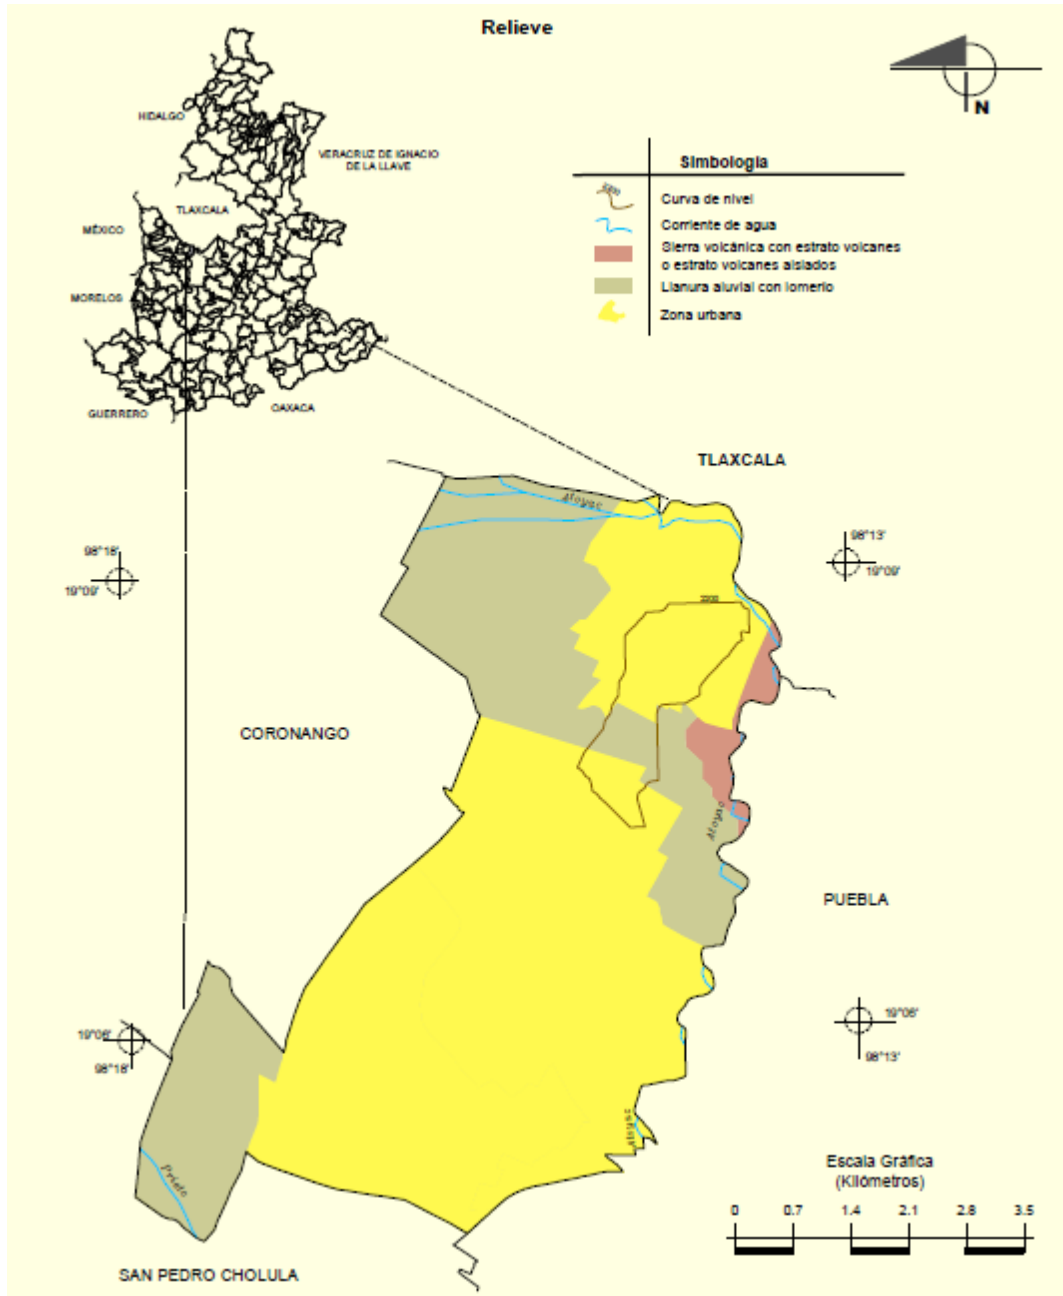 Relieve
N
HIDALGO
VERACRUZ DE IGNACIO
DE LA LLAVE
TLAXCALA
MÉXICO
MORELOS
GUERRERO
OAXACA
Simbología
2200
Curva de nivel
Corriente de agua
Sierra volcánica con estrato volcanes
o estrato volcanes aislados
Llanura aluvial con lomerío
Zona urbana
TLAXCALA
Atoyac
98°18'
19°09'
98°13'
19°09'
CORONANGO
Atoyac
PUEBLA
19°06'
98°18'
19°06'
98°13'
Atoyac
Prieto
Escala Gráfica
(Kilómetros)
0 0.7 1.4 2.1 2.8 3.5
SAN PEDRO CHOLULA